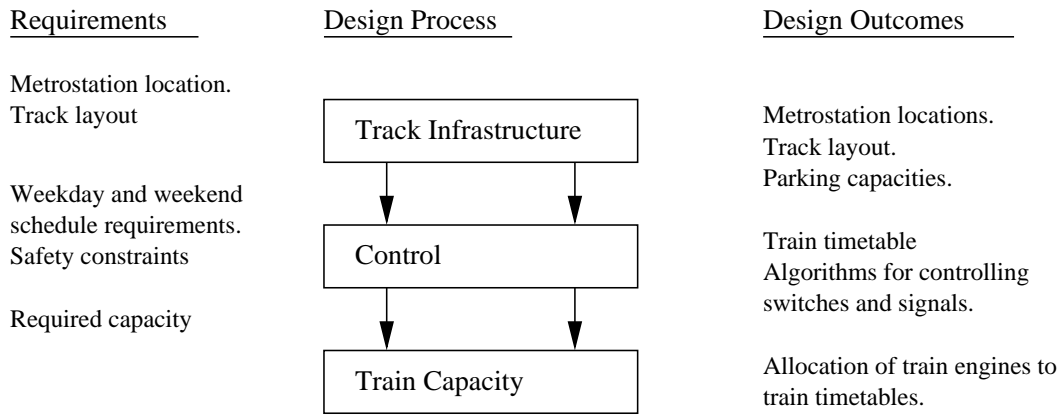 Requirements
Design Process
Design Outcomes
Metrostation location.
Track layout
Weekday and weekend
schedule requirements.
Safety constraints
Required capacity
Track Infrastructure
Control
Train Capacity
Metrostation locations.
Track layout.
Parking capacities.
Train timetable
Algorithms for controlling
switches and signals.
Allocation of train engines to
train timetables.